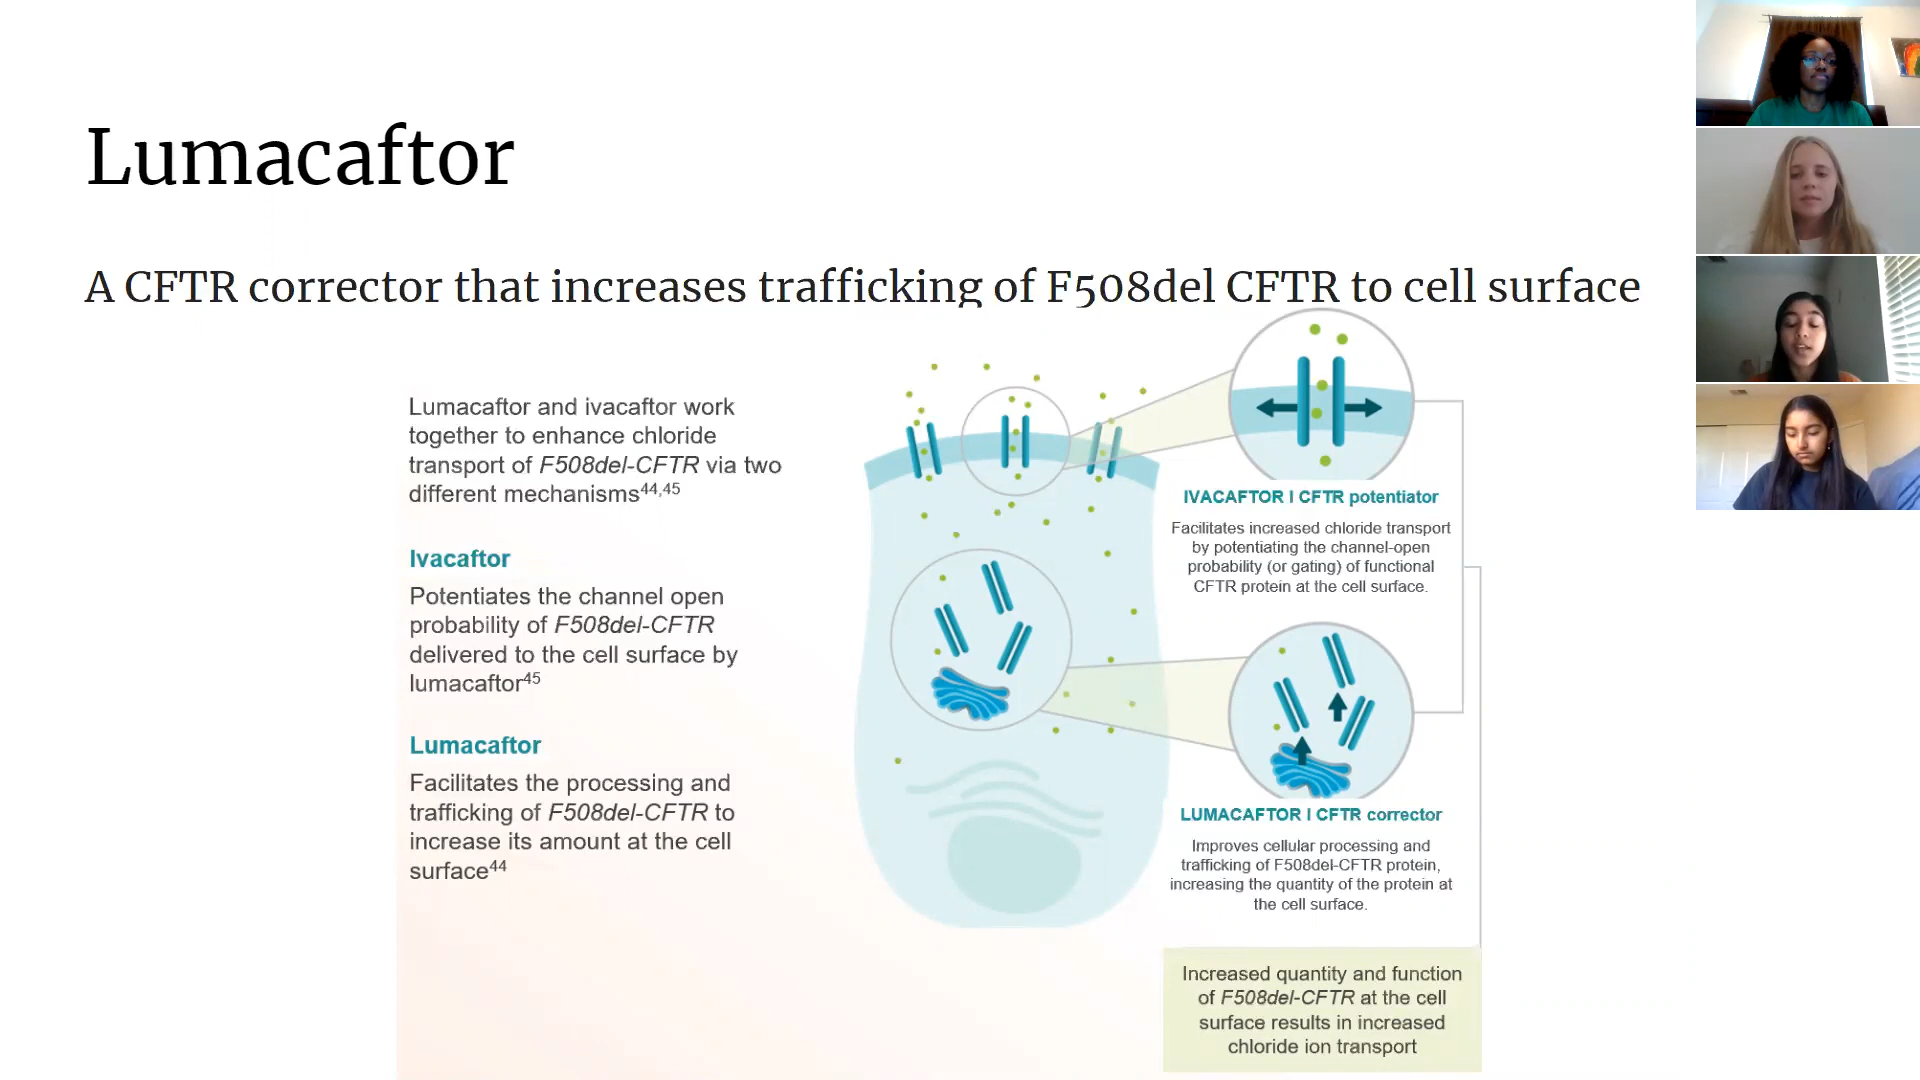 Lumacaftor
A CFTR corrector that increases trafficking of F508del CFTR to cell surface
Lumacaftor and ivacaftor work
together to enhance chloride
transport of F508del-CFTR via two
different mechanisms44,45
Ivacaftor
Potentiates the channel open
probability of F508del-CFTR
delivered to the cell surface by
lumacaftor45
Lumacaftor
Facilitates the processing and
trafficking of F508del-CFTR to
increase its amount at the cell
surface44
IVACAFTOR I CFTR potentiator
Facilitates increased chloride transport
by potentiating the channel-open
probability (or gating) of functional
CFTR protein at the cell surface.
LUMACAFTOR I CFTR corrector
Improves cellular processing and
trafficking of F508del-CFTR protein,
increasing the quantity of the protein at
the cell surface.
Increased quantity and function
of F508del-CFTR at the cell
surface results in increased
chloride ion transport